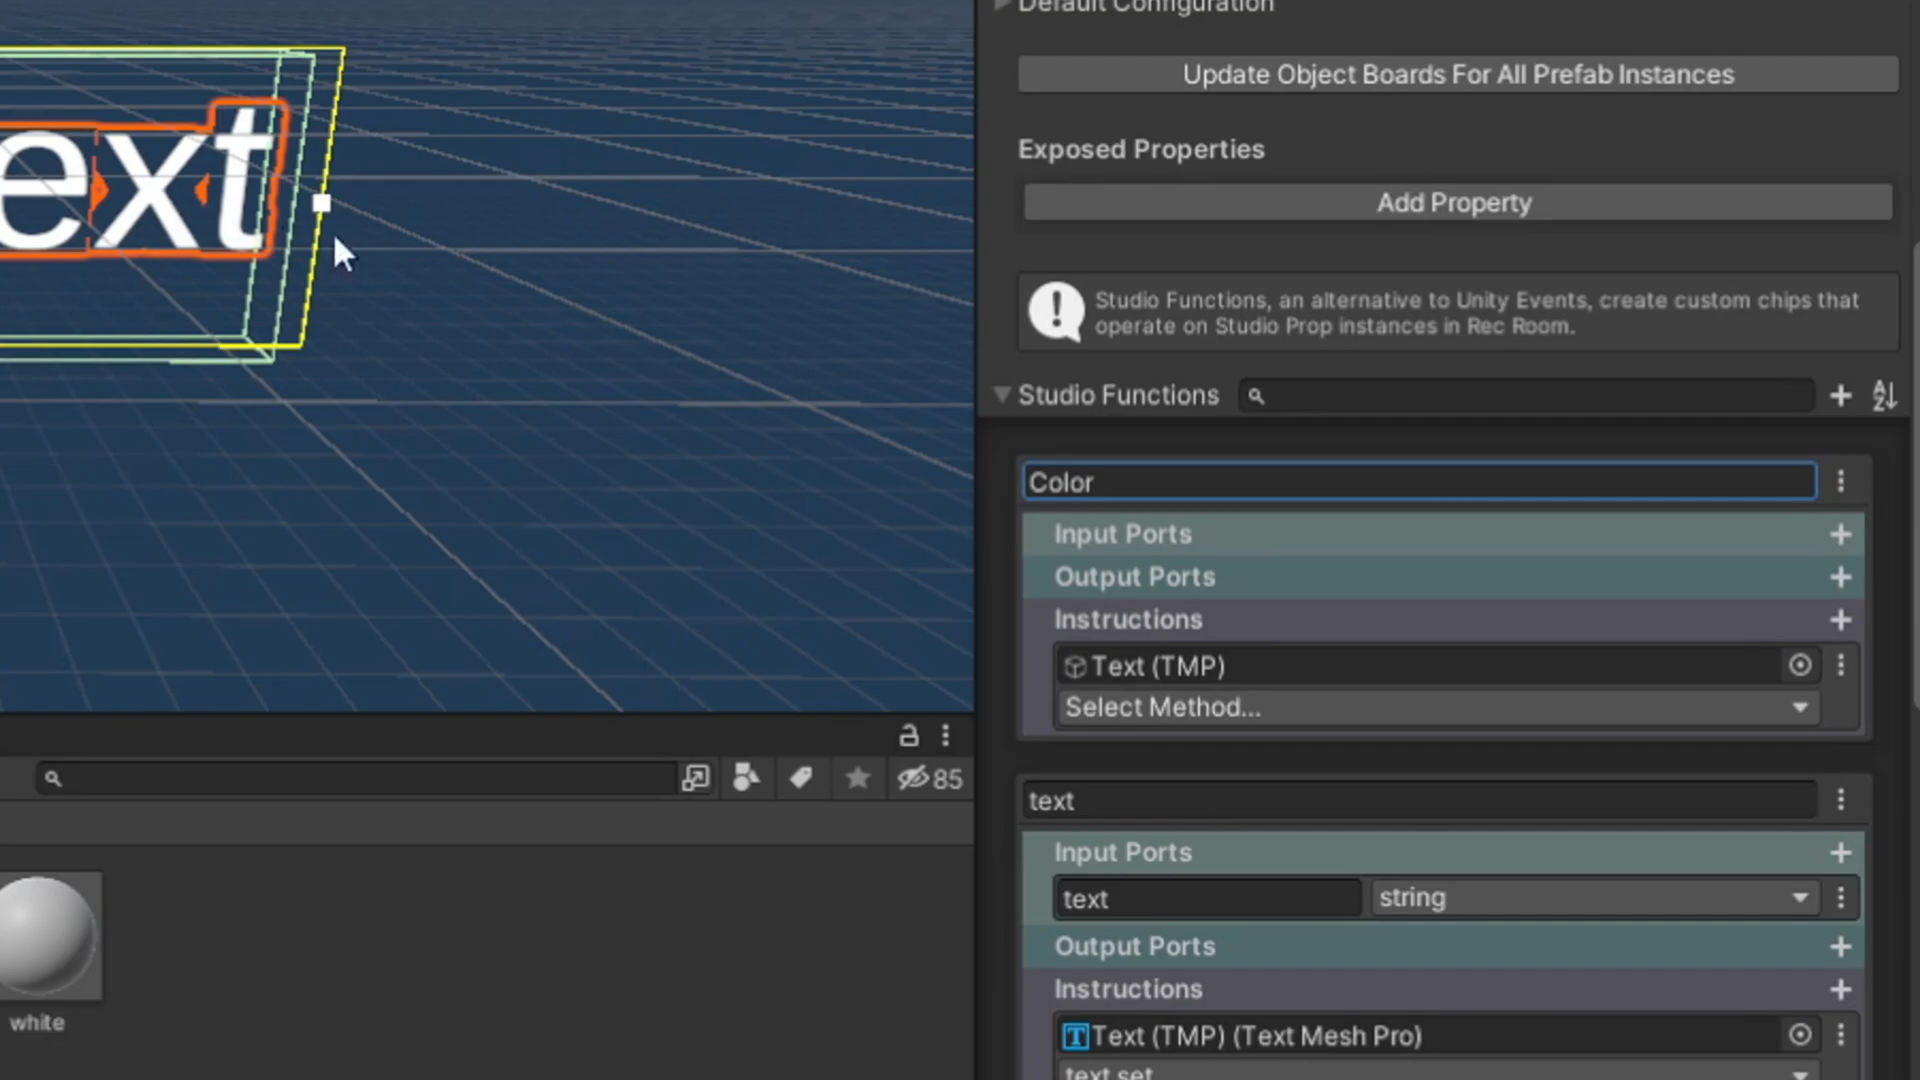 Default Configuration
Update Object Boards For All Prefab Instances
ext
Exposed Properties
Add Property
Studio Functions, an alternative to Unity Events, create custom chips that
operate on Studio Prop instances in Rec Room.
Studio Functions
Color
Input Ports
Output Ports
Instructions
Text (TMP)
Select Method...
85
text
Input Ports
text string
Output Ports
Instructions
white
Text (TMP) (Text Mesh Pro)
text set